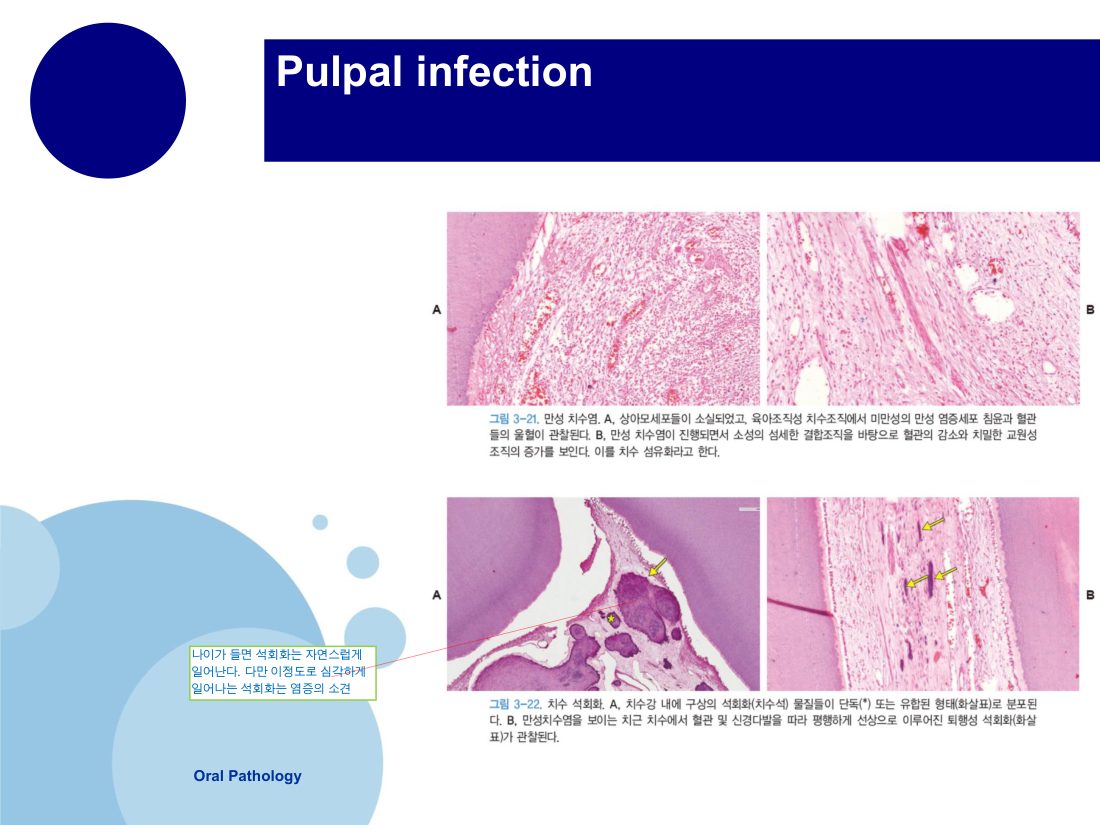 Pulpal infection
A
B
그림 3-21. 만성 치수염. A, 상아모세포들이 소실되었고, 육아조직성 치수조직에서 미만성의 만성 염증세포 침윤과 혈관
들의 울혈이 관찰된다. B, 만성 치수염이 진행되면서 소성의 섬세한 결합조직을 바탕으로 혈관의 감소와 치밀한 교원성
조직의 증가를 보인다. 이를 치수 섬유화라고 한다.
A
*
B
나이가 들면 석회화는 자연스럽게
일어난다. 다만 이정도로 심각하게
일어나는 석회화는 염증의 소견
그림 3-22. 치수 석회화. A, 치수강 내에 구상의 석회화(치수석) 물질들이 단독(*) 또는 유합된 형태(화살표)로 분포된
다. B, 만성치수염을 보이는 치근 치수에서 혈관 및 신경다발을 따라 평행하게 선상으로 이루어진 퇴행성 석회화(화살
표)가 관찰된다.
Oral Pathology